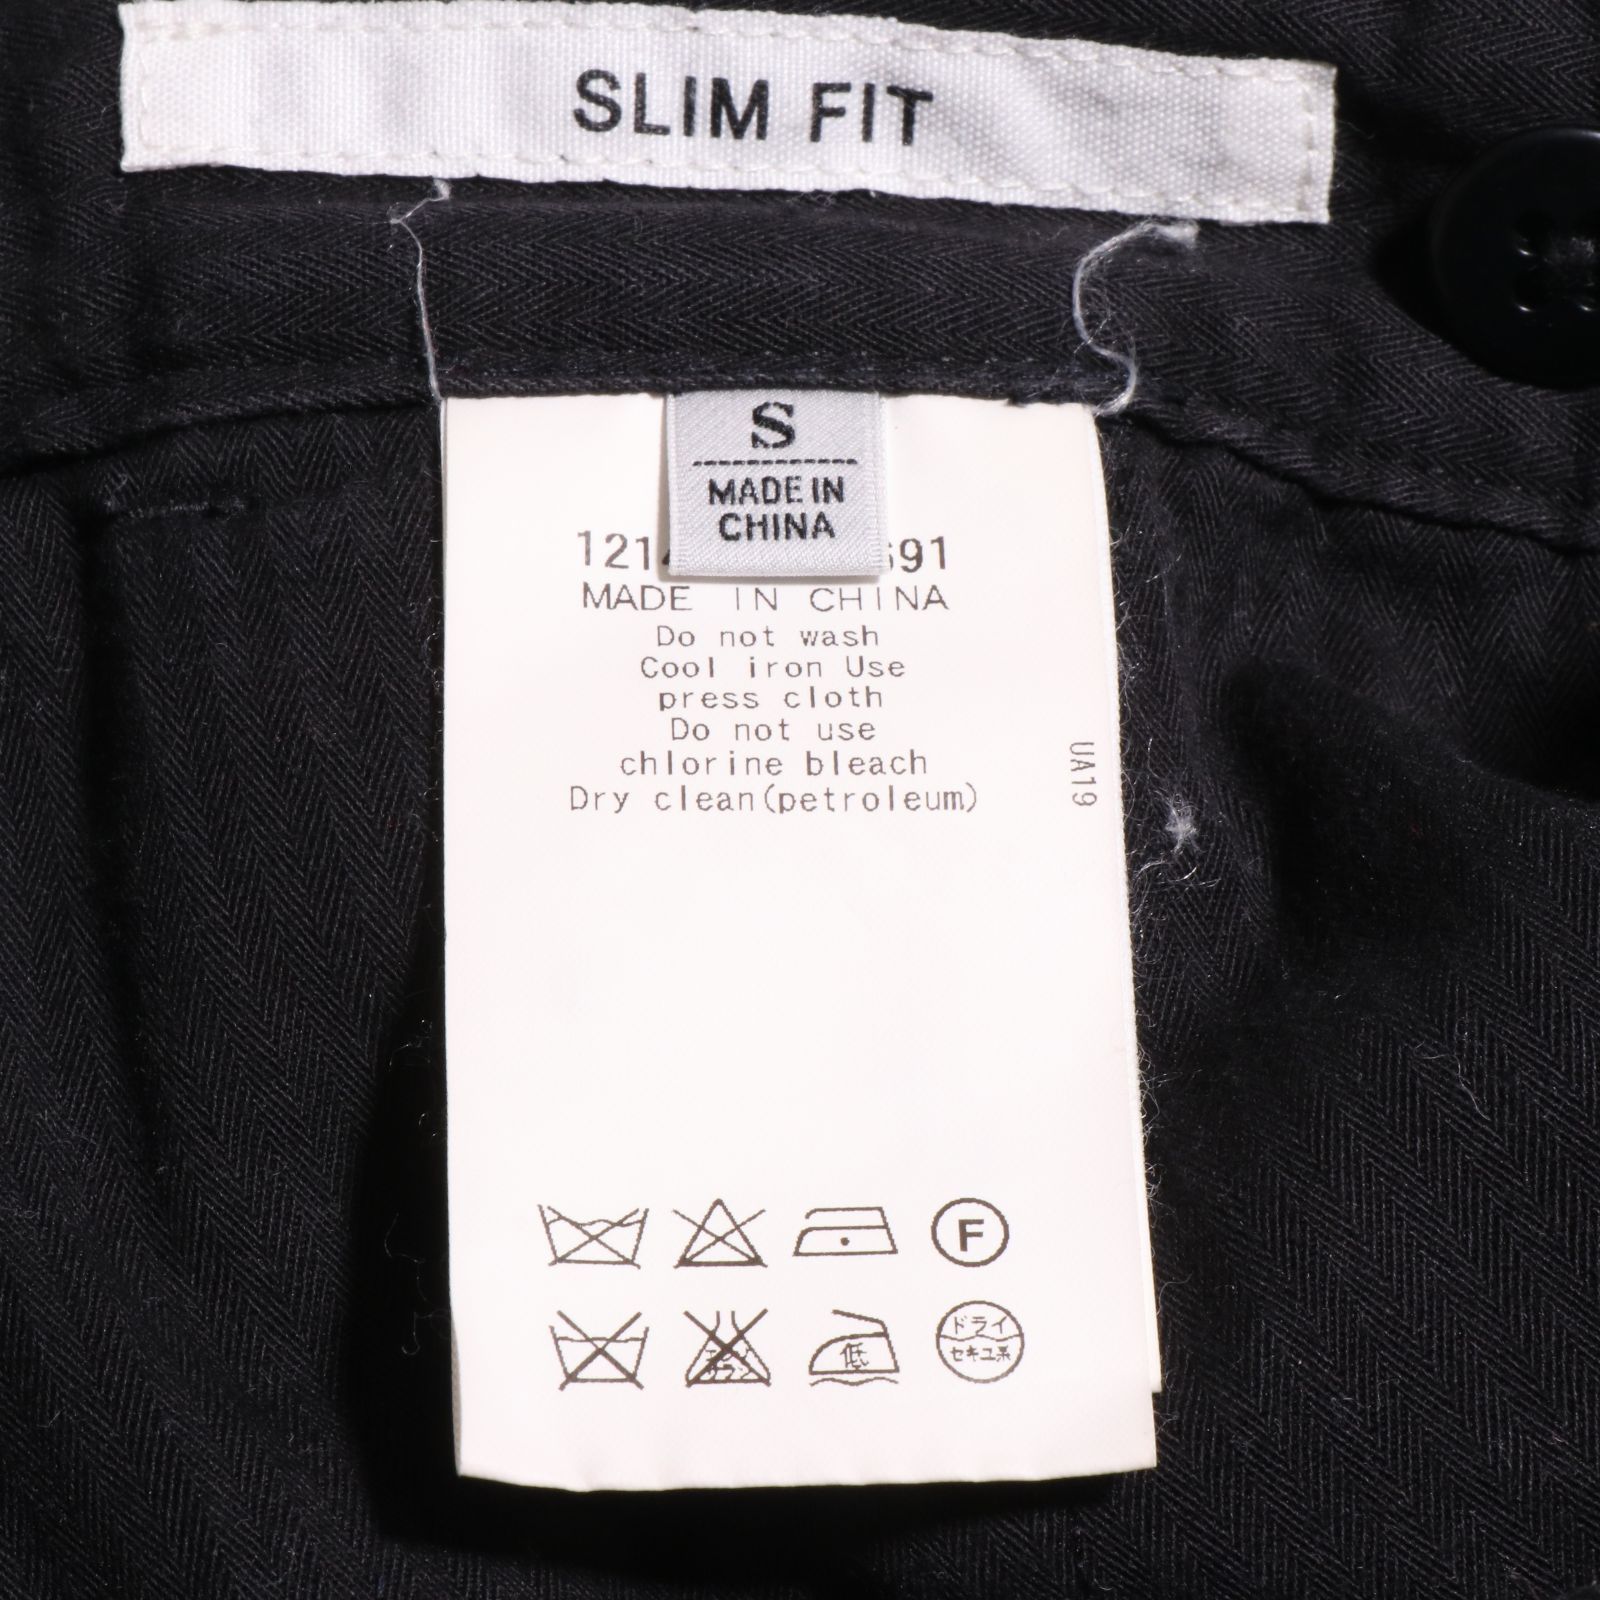 SLIM FIT
S
MADE IN
CHINA
MADE IN CHINA
Do not wash
Cool iron Use
press cloth
Do not use
chlorine bleach
Dry clean(petroleum)
UA19
F
低
ドライ
セキユ系